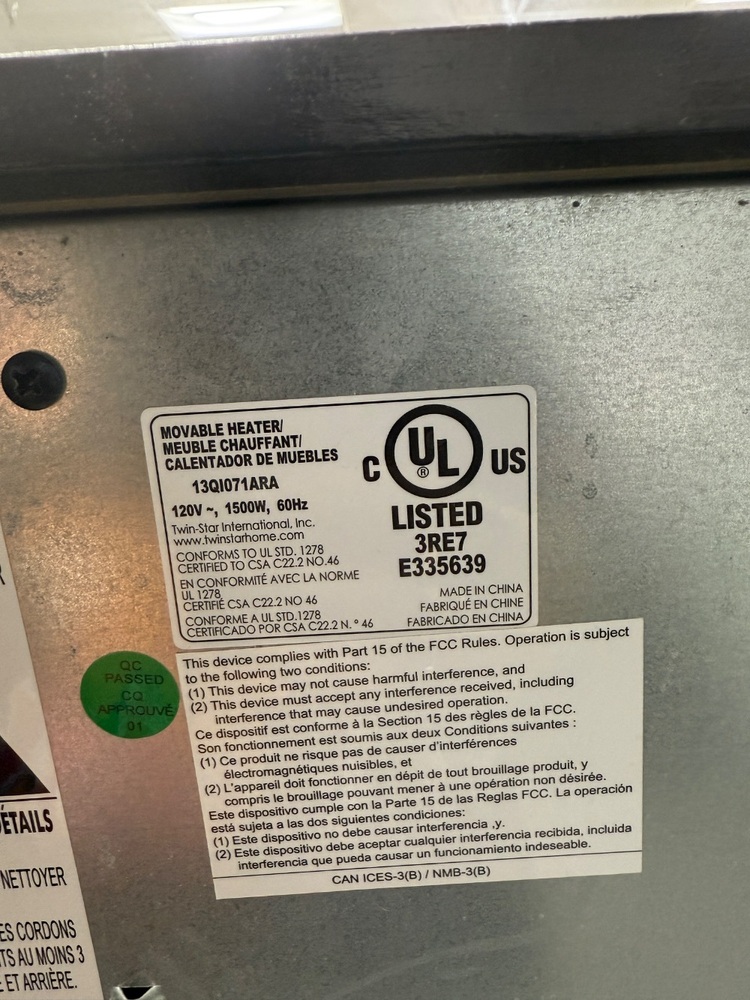 MOVABLE HEATER/
MEUBLE CHAUFFANT/
CALENTADOR DE MUEBLES
13QI071ARA
120V ~, 1500W, 60Hz
Twin-Star International, Inc.
www.twinstarhome.com
CONFORMS TO UL STD. 1278
CERTIFIED TO CSA C22.2 NO.46
EN CONFORMITÉ AVEC LA NORME
UL 1278,
CERTIFIÉ CSA C22.2 NO 46
CONFORME A UL STD.1278
CERTIFICADO POR CSA C22.2 N.° 46
C UL® US
LISTED
3RE7
E335639
MADE IN CHINA
FABRIQUÉ EN CHINE
FABRICADO EN CHINA
QC
PASSED
CQ
APPROUVÉ
01
This device complies with Part 15 of the FCC Rules. Operation is subject
to the following two conditions:
(1) This device may not cause harmful interference, and
(2) This device must accept any interference received, including
interference that may cause undesired operation.
Ce dispositif est conforme à la Section 15 des règles de la FCC.
Son fonctionnement est soumis aux deux Conditions suivantes :
(1) Ce produit ne risque pas de causer d'interférences
électromagnétiques nuisibles, et
(2) L'appareil doit fonctionner en dépit de tout brouillage produit, y
compris le brouillage pouvant mener à une opération non désirée.
Este dispositivo cumple con la Parte 15 de las Reglas FCC. La operación
está sujeta a las dos siguientes condiciones:
(1) Este dispositivo no debe causar interferencia ,y.
(2) Este dispositivo debe aceptar cualquier interferencia recibida, incluida
interferencia que pueda causar un funcionamiento indeseable.
CAN ICES-3(B) / NMB-3(B)
DÉTAILS
NETTOYER
ES CORDONS
TS AU MOINS 3
ET ARRIÈRE.